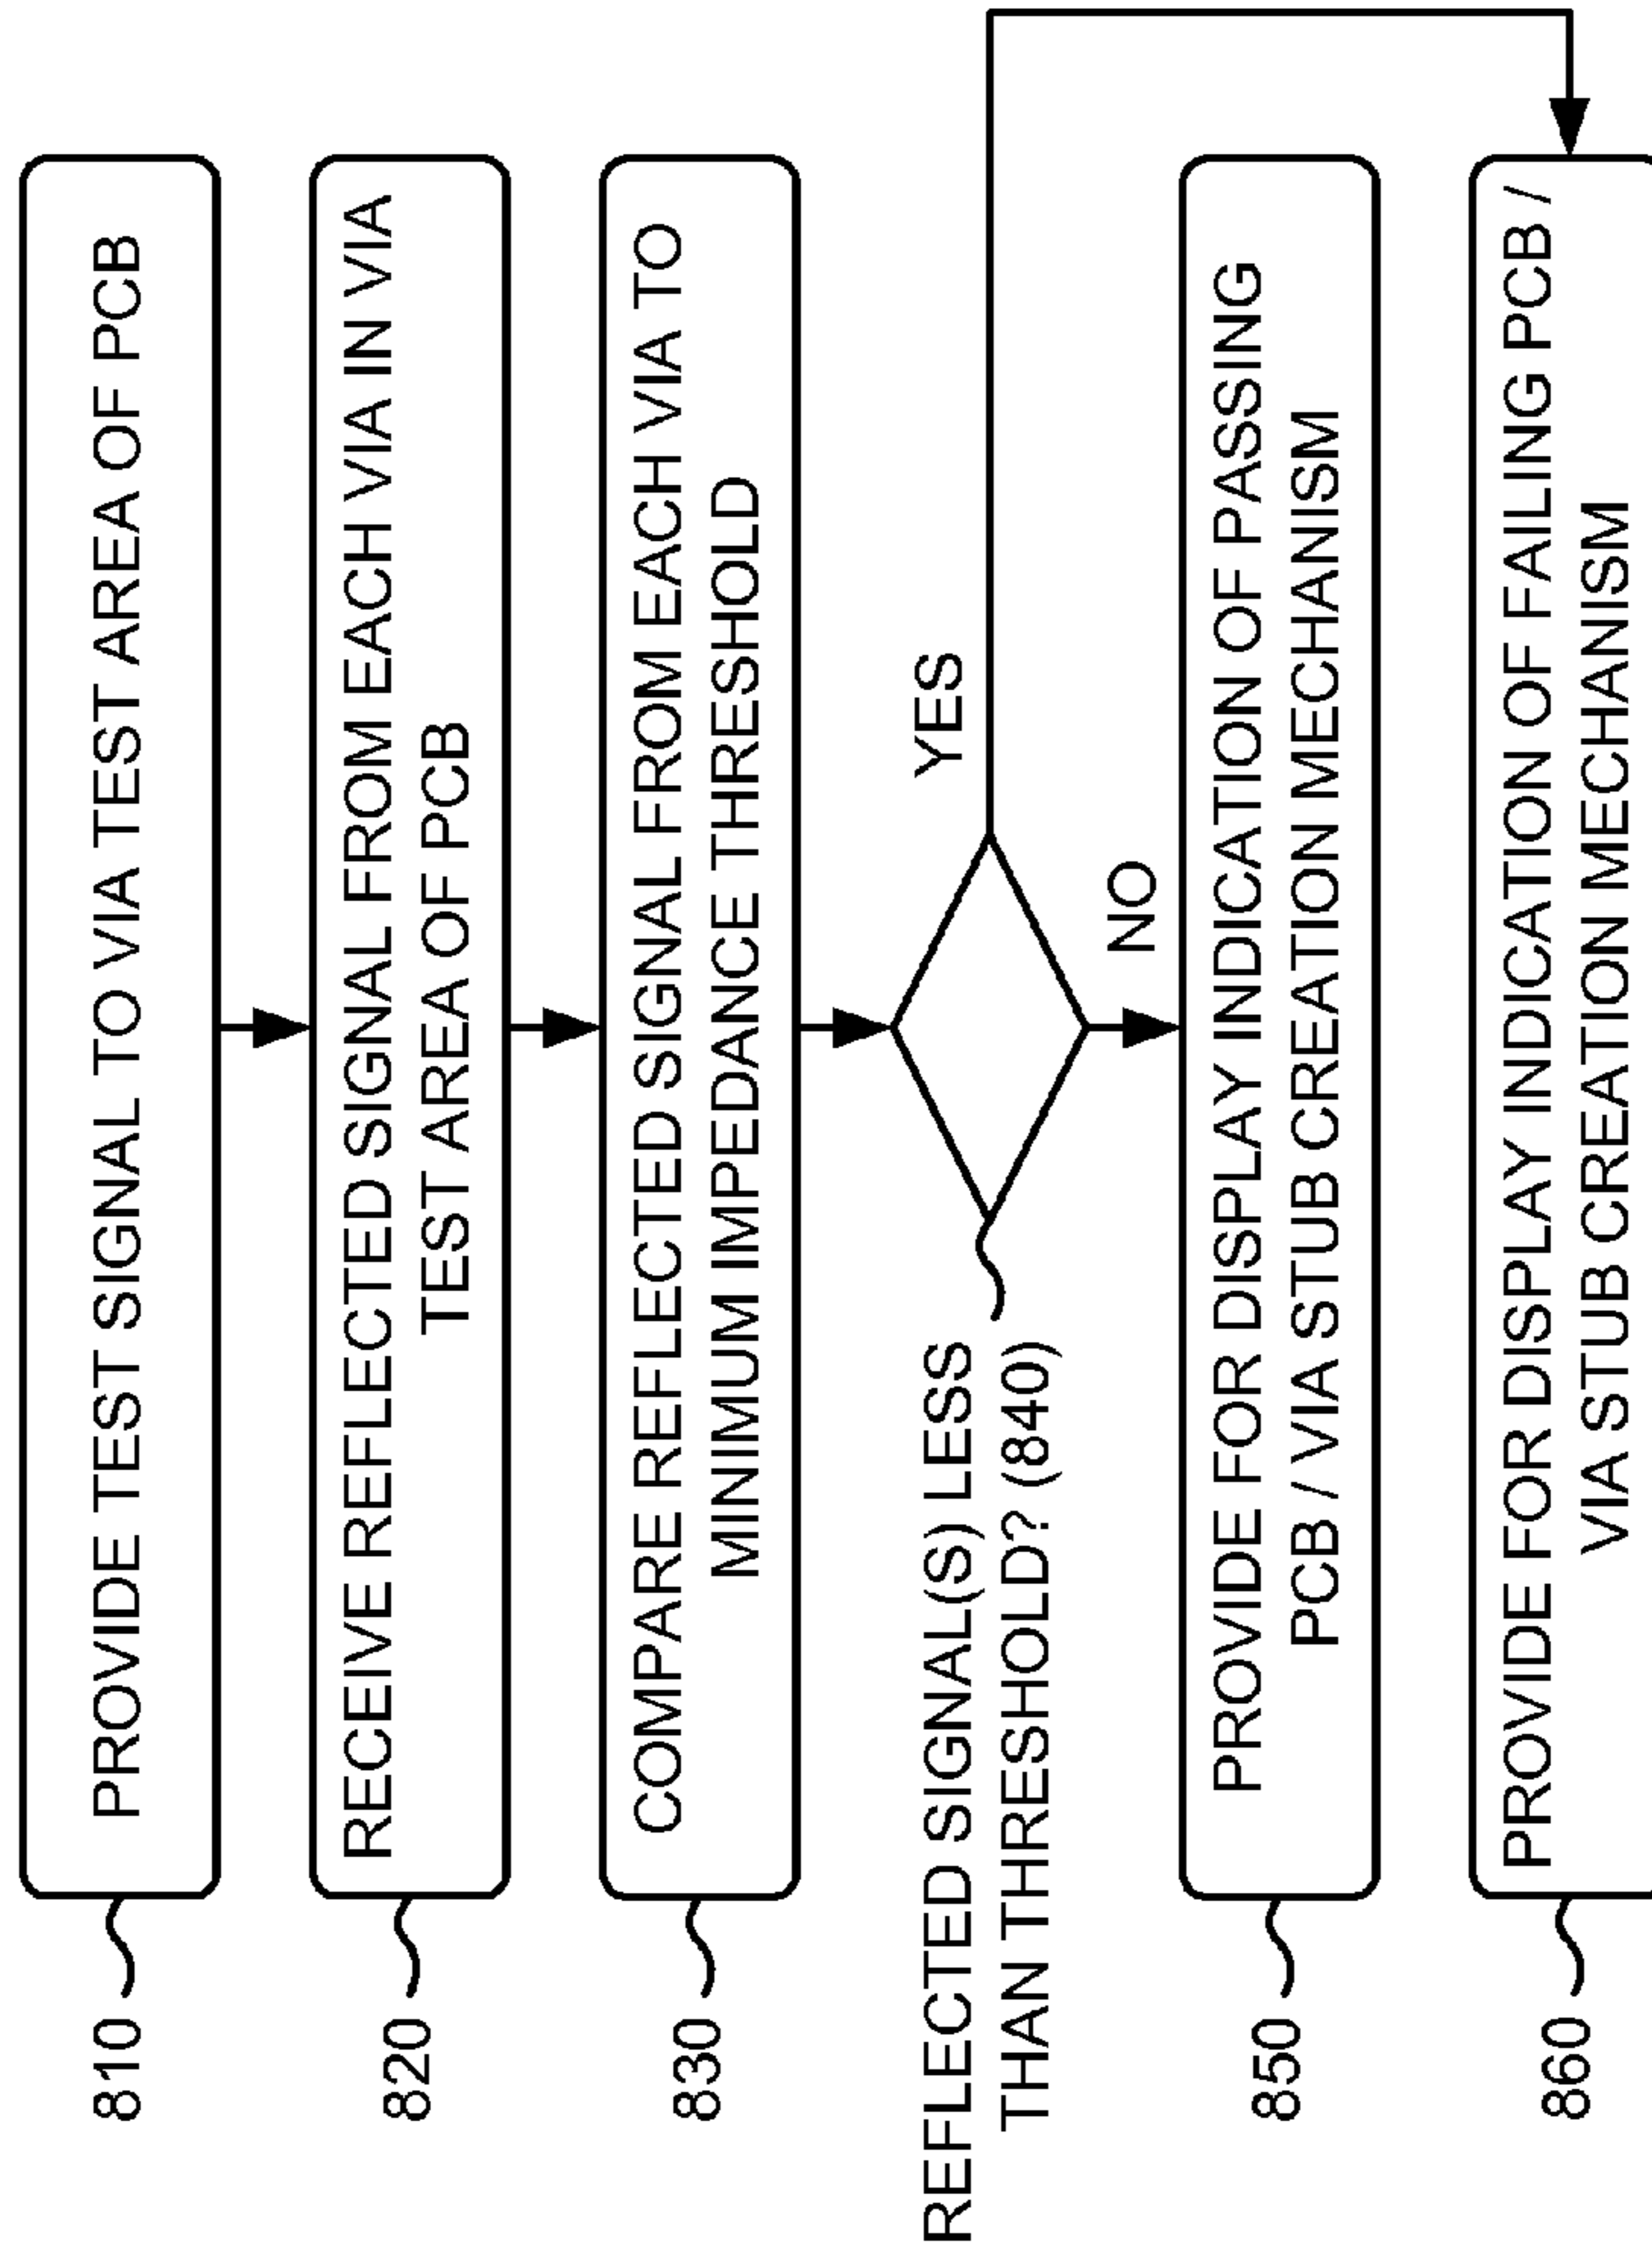 810
PROVIDE TEST SIGNAL TO VIA TEST AREA OF PCB
820
RECEIVE REFLECTED SIGNAL FROM EACH VIA IN VIA
TEST AREA OF PCB
830
COMPARE REFLECTED SIGNAL FROM EACH VIA TO
MINIMUM IMPEDANCE THRESHOLD
REFLECTED SIGNAL(S) LESS
THAN THRESHOLD? (840)
YES
NO
850
PROVIDE FOR DISPLAY INDICATION OF PASSING
PCB / VIA STUB CREATION MECHANISM
860
PROVIDE FOR DISPLAY INDICATION OF FAILING PCB /
VIA STUB CREATION MECHANISM